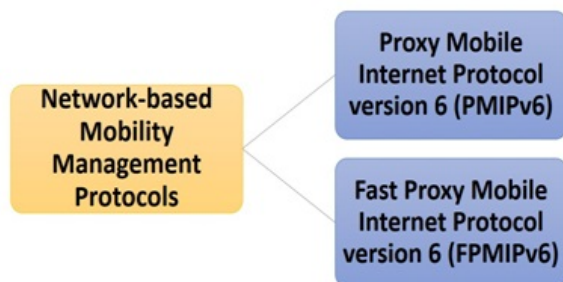 Network-based
Mobility
Management
Protocols
Proxy Mobile
Internet Protocol
version 6 (PMIPv6)
Fast Proxy Mobile
Internet Protocol
version 6 (FPMIPv6)